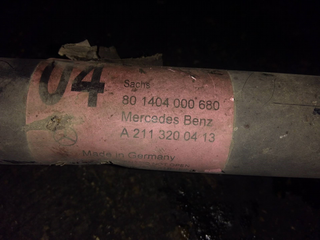 04
Sachs
80 1404 000 680
Mercedes Benz
A 211 320 04 13
Made in Germany